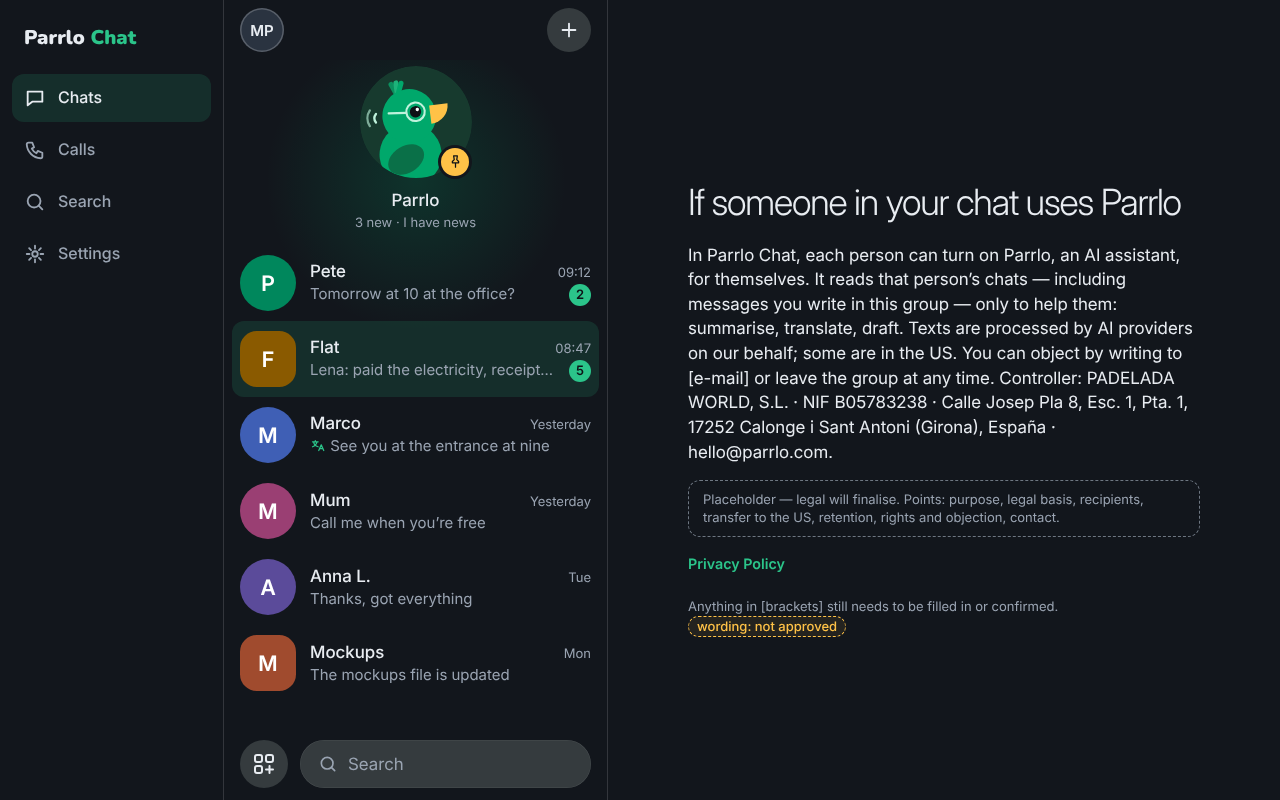 Parrlo Chat
Chats
Calls
Search
Settings
MP
Parrlo
3 new · I have news
P
Pete
09:12
Tomorrow at 10 at the office?
2
F
Flat
08:47
Lena: paid the electricity, receipt...
5
M
Marco
Yesterday
See you at the entrance at nine
M
Mum
Yesterday
Call me when you’re free
A
Anna L.
Tue
Thanks, got everything
M
Mockups
Mon
The mockups file is updated
Search
If someone in your chat uses Parrlo
In Parrlo Chat, each person can turn on Parrlo, an AI assistant,
for themselves. It reads that person’s chats — including
messages you write in this group — only to help them:
summarise, translate, draft. Texts are processed by AI providers
on our behalf; some are in the US. You can object by writing to
[e-mail] or leave the group at any time. Controller: PADELADA
WORLD, S.L. · NIF B05783238 · Calle Josep Pla 8, Esc. 1, Pta. 1,
17252 Calonge i Sant Antoni (Girona), España ·
hello@parrlo.com.
Placeholder — legal will finalise. Points: purpose, legal basis, recipients,
transfer to the US, retention, rights and objection, contact.
Privacy Policy
Anything in [brackets] still needs to be filled in or confirmed.
wording: not approved